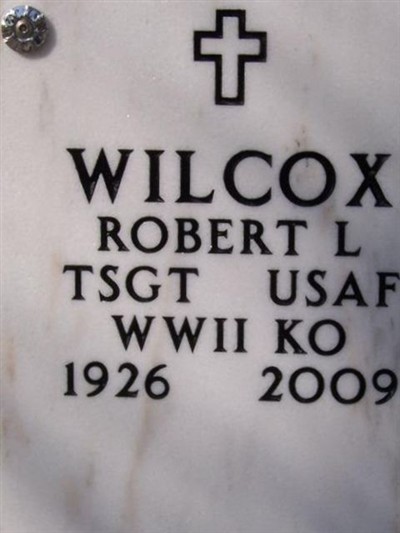 WILCOX
ROBERT L
TSGT USAF
WWII KO
1926 2009